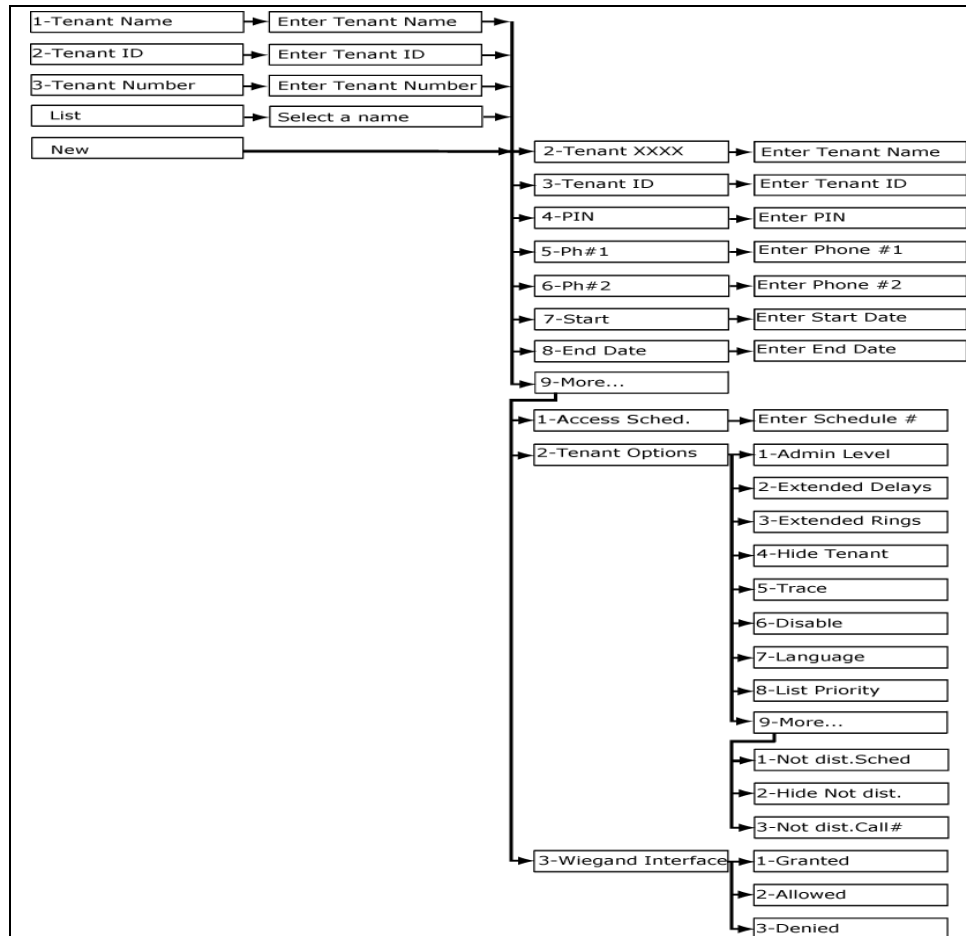 1-Tenant Name
Enter Tenant Name
2-Tenant ID
Enter Tenant ID
3-Tenant Number
Enter Tenant Number
List
Select a name
New
2-Tenant XXXX
Enter Tenant Name
3-Tenant ID
Enter Tenant ID
4-PIN
Enter PIN
5-Ph#1
Enter Phone #1
6-Ph#2
Enter Phone #2
7-Start
Enter Start Date
8-End Date
Enter End Date
9-More...
1-Access Sched.
Enter Schedule #
2-Tenant Options
1-Admin Level
2-Extended Delays
3-Extended Rings
4-Hide Tenant
5-Trace
6-Disable
7-Language
8-List Priority
9-More...
1-Not dist.Sched
2-Hide Not dist.
3-Not dist.Call#
3-Wiegand Interface
1-Granted
2-Allowed
3-Denied